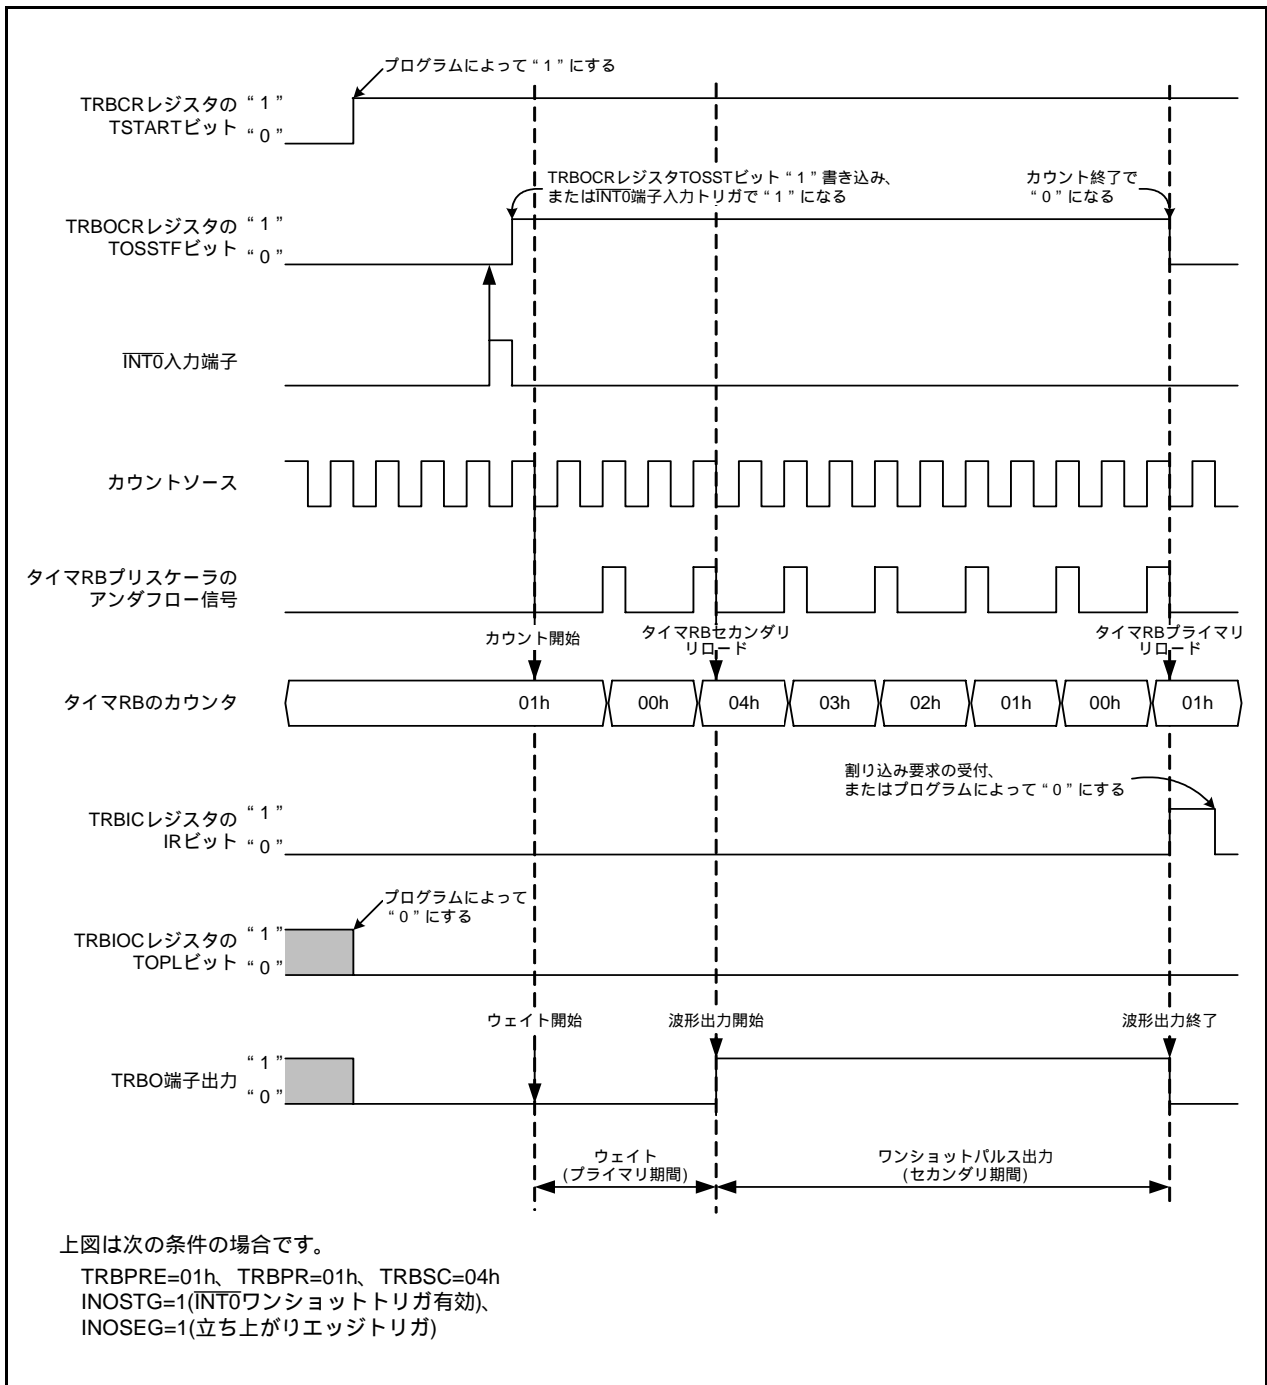 プログラムによって“1”にする
TRBCRレジスタの “1”
TSTARTビット “0”
TRBOCRレジスタTOSSTビット“1”書き込み、
またはINT0端子入力トリガで“1”になる
カウント終了で
“0”になる
TRBOCRレジスタの “1”
TOSSTFビット “0”
INT0入力端子
カウントソース
タイマRBプリスケーラの
アンダフロー信号
カウント開始
タイマRBセカンダリ
リロード
タイマRBプライマリ
リロード
タイマRBのカウンタ 01h 00h 04h 03h 02h 01h 00h 01h
割り込み要求の受付、
またはプログラムによって“0”にする
TRBICレジスタの “1”
IRビット “0”
プログラムによって
“0”にする
TRBIOCレジスタの “1”
TOPLビット “0”
ウェイト開始 波形出力開始 波形出力終了
TRBO端子出力 “1”
“0”
ウェイト
(プライマリ期間)
ワンショットパルス出力
(セカンダリ期間)
上図は次の条件の場合です。
TRBPRE=01h、TRBPR=01h、TRBSC=04h
INOSTG=1(INT0ワンショットトリガ有効)、
INOSEG=1(立ち上がりエッジトリガ)